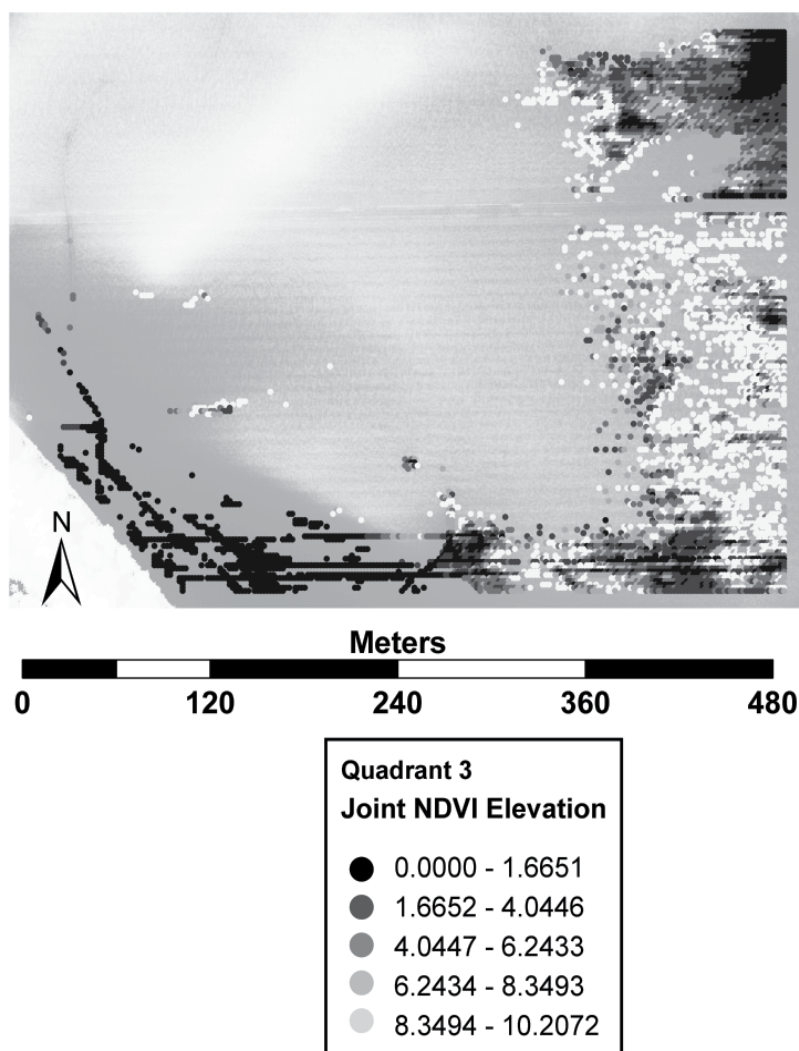 N
Meters
0 120 240 360 480
Quadrant 3
Joint NDVI Elevation
0.0000 - 1.6651
1.6652 - 4.0446
4.0447 - 6.2433
6.2434 - 8.3493
8.3494 - 10.2072